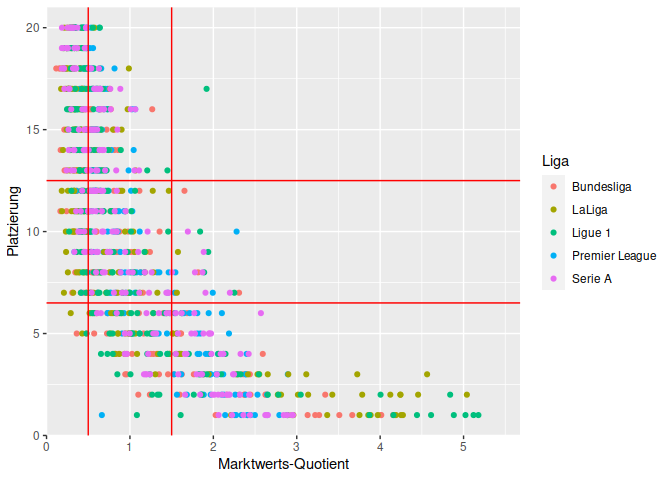 20
15
10
5
0
Platzierung
0
1
2
3
4
5
Marktwerts-Quotient
Liga
Bundesliga
LaLiga
Ligue 1
Premier League
Serie A